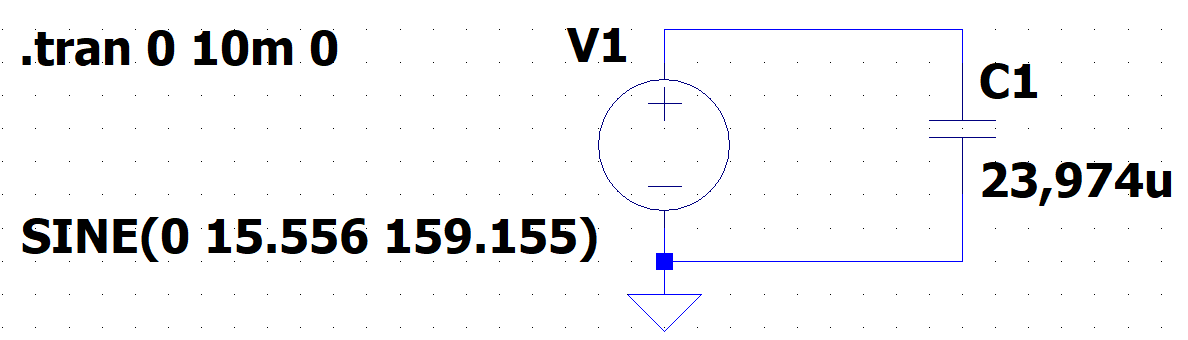 .tran 0 10m 0
V1
C1
23,974u
SINE(0 15.556 159.155)